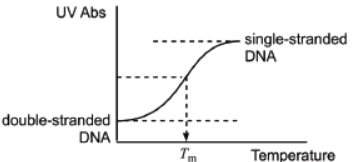 UV Abs
single-stranded
DNA
double-stranded
DNA
Tm
Temperature